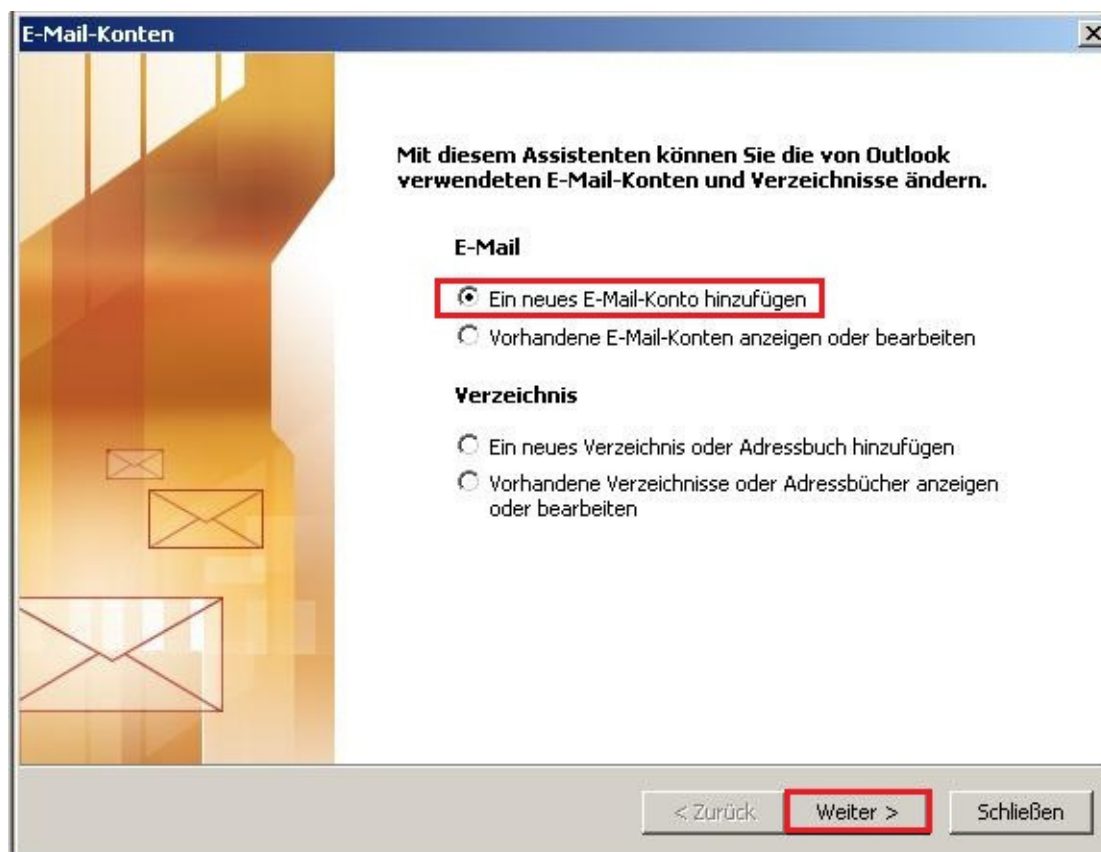 E-Mail-Konten
Mit diesem Assistenten können Sie die von Outlook
verwendeten E-Mail-Konten und Verzeichnisse ändern.
E-Mail
Ein neues E-Mail-Konto hinzufügen
Vorhandene E-Mail-Konten anzeigen oder bearbeiten
Verzeichnis
Ein neues Verzeichnis oder Adressbuch hinzufügen
Vorhandene Verzeichnisse oder Adressbücher anzeigen
oder bearbeiten
< Zurück Weiter > Schließen